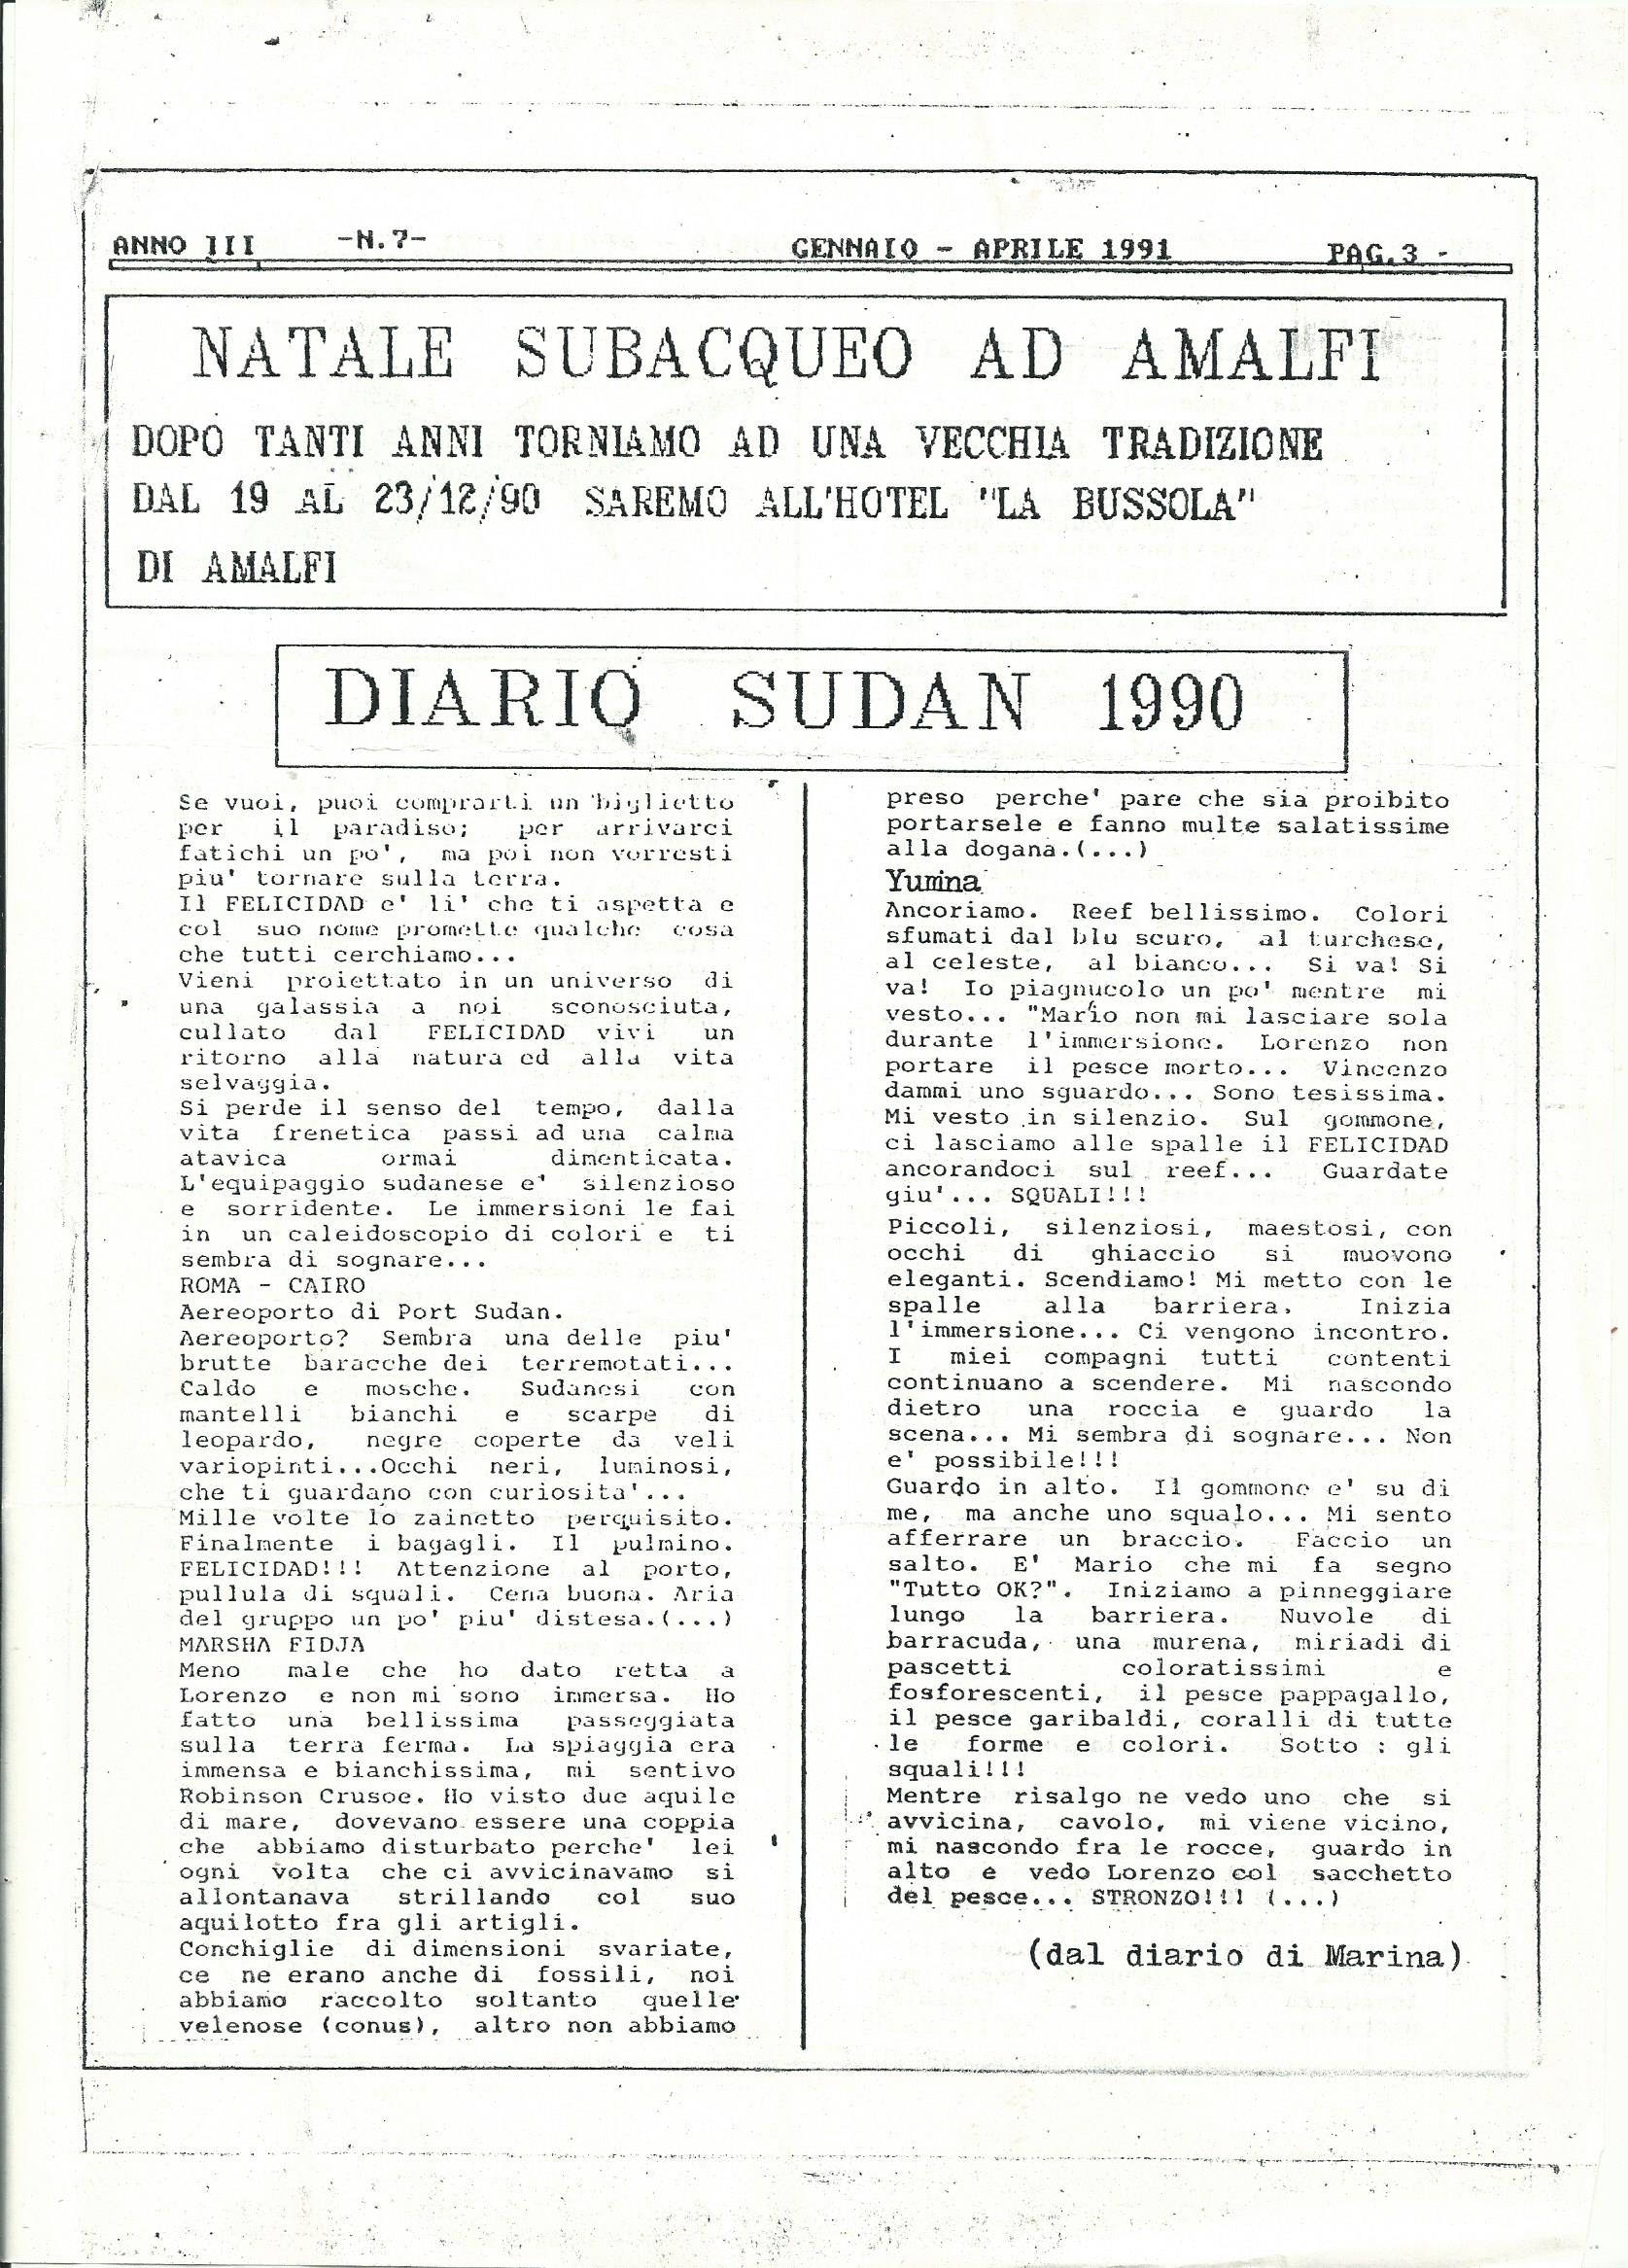 ANNO III -N.7- GENNAIO - APRILE 1991 PAG.3 -
NATALE SUBACQUEO AD AMALFI
DOPO TANTI ANNI TORNIAMO AD UNA VECCHIA TRADIZIONE
DAL 19 AL 23/12/90 SAREMO ALL'HOTEL "LA BUSSOLA"
DI AMALFI
DIARIO SUDAN 1990
Se vuoi, puoi comprarti un biglietto
per il paradiso; per arrivarci
fatichi un po', ma poi non vorresti
piu' tornare sulla terra.
Il FELICIDAD e' li' che ti aspetta e
col suo nome promette qualche cosa
che tutti cerchiamo...
Vieni proiettato in un universo di
una galassia a noi sconosciuta,
cullato dal FELICIDAD vivi un
ritorno alla natura ed alla vita
selvaggia.
Si perde il senso del tempo, dalla
vita frenetica passi ad una calma
atavica ormai dimenticata.
L'equipaggio sudanese e' silenzioso
e sorridente. Le immersioni le fai
in un caleidoscopio di colori e ti
sembra di sognare...
ROMA - CAIRO
Aereoporto di Port Sudan.
Aereoporto? Sembra una delle piu'
brutte baracche dei terremotati...
Caldo e mosche. Sudanesi con
mantelli bianchi e scarpe di
leopardo, negre coperte da veli
variopinti...Occhi neri, luminosi,
che ti guardano con curiosita'...
Mille volte lo zainetto perquisito.
Finalmente i bagagli. Il pulmino.
FELICIDAD!!! Attenzione al porto,
pullula di squali. Cena buona. Aria
del gruppo un po' piu' distesa.(...)
MARSHA FIDJA
Meno male che ho dato retta a
Lorenzo e non mi sono immersa. Ho
fatto una bellissima passeggiata
sulla terra ferma. La spiaggia era
immensa e bianchissima, mi sentivo
Robinson Crusoe. Ho visto due aquile
di mare, dovevano essere una coppia
che abbiamo disturbato perche' lei
ogni volta che ci avvicinavamo si
allontanava strillando col suo
aquilotto fra gli artigli.
Conchiglie di dimensioni svariate,
ce ne erano anche di fossili, noi
abbiamo raccolto soltanto quelle
velenose (conus), altro non abbiamo
preso perche' pare che sia proibito
portarsele e fanno multe salatissime
alla dogana.(...)
Yumna
Ancoriamo. Reef bellissimo. Colori
sfumati dal blu scuro, al turchese,
al celeste, al bianco... Si va! Si
va! Io piagnucolo un po' mentre mi
vesto... "Mario non mi lasciare sola
durante l'immersione. Lorenzo non
portare il pesce morto... Vincenzo
dammi uno sguardo... Sono tesissima.
Mi vesto in silenzio. Sul gommone,
ci lasciamo alle spalle il FELICIDAD
ancorandoci sul reef... Guardate
giu'... SQUALI!!!
Piccoli, silenziosi, maestosi, con
occhi di ghiaccio si muovono
eleganti. Scendiamo! Mi metto con le
spalle alla barriera. Inizia
l'immersione... Ci vengono incontro.
I miei compagni tutti contenti
continuano a scendere. Mi nascondo
dietro una roccia e guardo la
scena... Mi sembra di sognare... Non
e' possibile!!!
Guardo in alto. Il gommone e' su di
me, ma anche uno squalo... Mi sento
afferrare un braccio. Faccio un
salto. E' Mario che mi fa segno
"Tutto OK?". Iniziamo a pinneggiare
lungo la barriera. Nuvole di
barracuda, una murena, miriadi di
pascetti coloratissimi e
fosforescenti, il pesce pappagallo,
il pesce garibaldi, coralli di tutte
le forme e colori. Sotto : gli
squali!!!
Mentre risalgo ne vedo uno che si
avvicina, cavolo, mi viene vicino,
mi nascondo fra le rocce, guardo in
alto e vedo Lorenzo col sacchetto
del pesce... STRONZO!!! (...)
(dal diario di Marina)